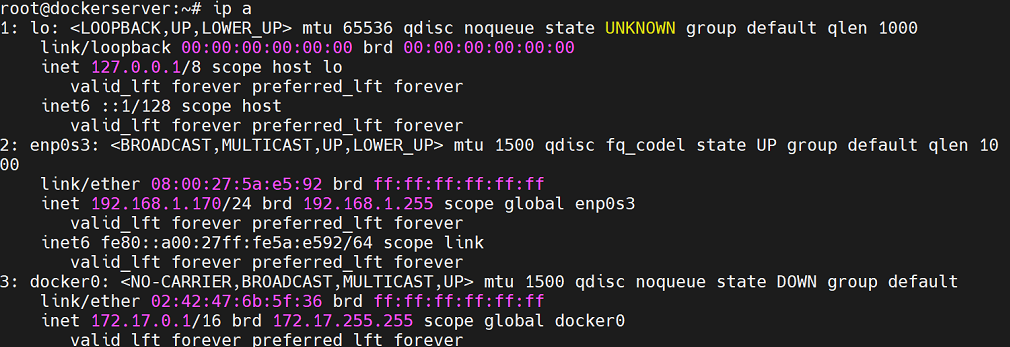 root@dockerserver:~# ip a
1: lo: <LOOPBACK,UP,LOWER_UP> mtu 65536 qdisc noqueue state UNKNOWN group default qlen 1000
    link/loopback 00:00:00:00:00:00 brd 00:00:00:00:00:00
    inet 127.0.0.1/8 scope host lo
       valid_lft forever preferred_lft forever
    inet6 ::1/128 scope host
       valid_lft forever preferred_lft forever
2: enp0s3: <BROADCAST,MULTICAST,UP,LOWER_UP> mtu 1500 qdisc fq_codel state UP group default qlen 10
00
    link/ether 08:00:27:5a:e5:92 brd ff:ff:ff:ff:ff:ff
    inet 192.168.1.170/24 brd 192.168.1.255 scope global enp0s3
       valid_lft forever preferred_lft forever
    inet6 fe80::a00:27ff:fe5a:e592/64 scope link
       valid_lft forever preferred_lft forever
3: docker0: <NO-CARRIER,BROADCAST,MULTICAST,UP> mtu 1500 qdisc noqueue state DOWN group default
    link/ether 02:42:47:6b:5f:36 brd ff:ff:ff:ff:ff:ff
    inet 172.17.0.1/16 brd 172.17.255.255 scope global docker0
       valid_lft forever preferred_lft forever